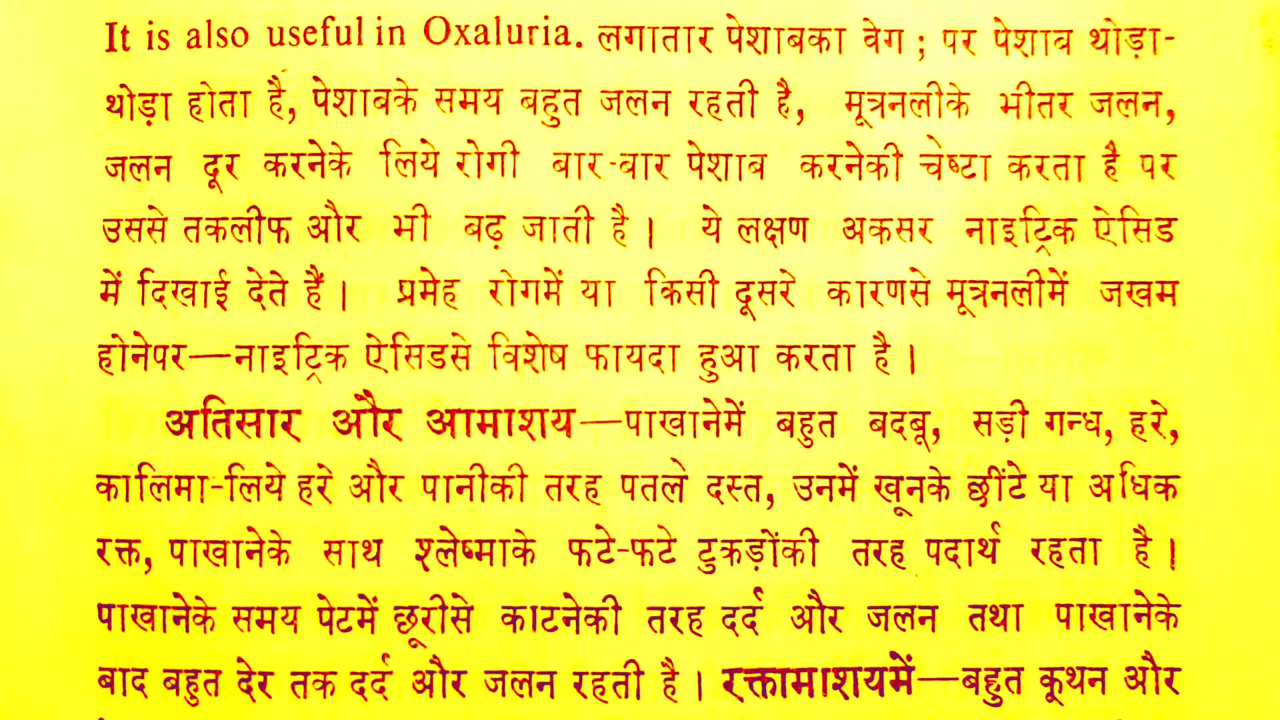 It is also useful in Oxaluria. लगातार पेशाबका वेग ; पर पेशाब थोड़ा-
थोड़ा होता है, पेशाबके समय बहुत जलन रहती है, मूत्रनलीके भीतर जलन,
जलन दूर करनेके लिये रोगी बार-बार पेशाब करनेकी चेष्टा करता है पर
उससे तकलीफ और भी बढ़ जाती है । ये लक्षण अकसर नाइट्रिक ऐसिड
में दिखाई देते हैं । प्रमेह रोगमें या किसी दूसरे कारणसे मूत्रनलीमें जखम
होनेपर—नाइट्रिक ऐसिडसे विशेष फायदा हुआ करता है ।
अतिसार और आमाशय—पाखानेमें बहुत बदबू, सड़ी गन्ध, हरे,
कालिमा-लिये हरे और पानीकी तरह पतले दस्त, उनमें खूनके छींटे या अधिक
रक्त, पाखानेके साथ श्लेष्माके फटे-फटे टुकड़ोंकी तरह पदार्थ रहता है ।
पाखानेके समय पेटमें छूरीसे काटनेकी तरह दर्द और जलन तथा पाखानेके
बाद बहुत देर तक दर्द और जलन रहती है । रक्तामाशयमें—बहुत कूथन और